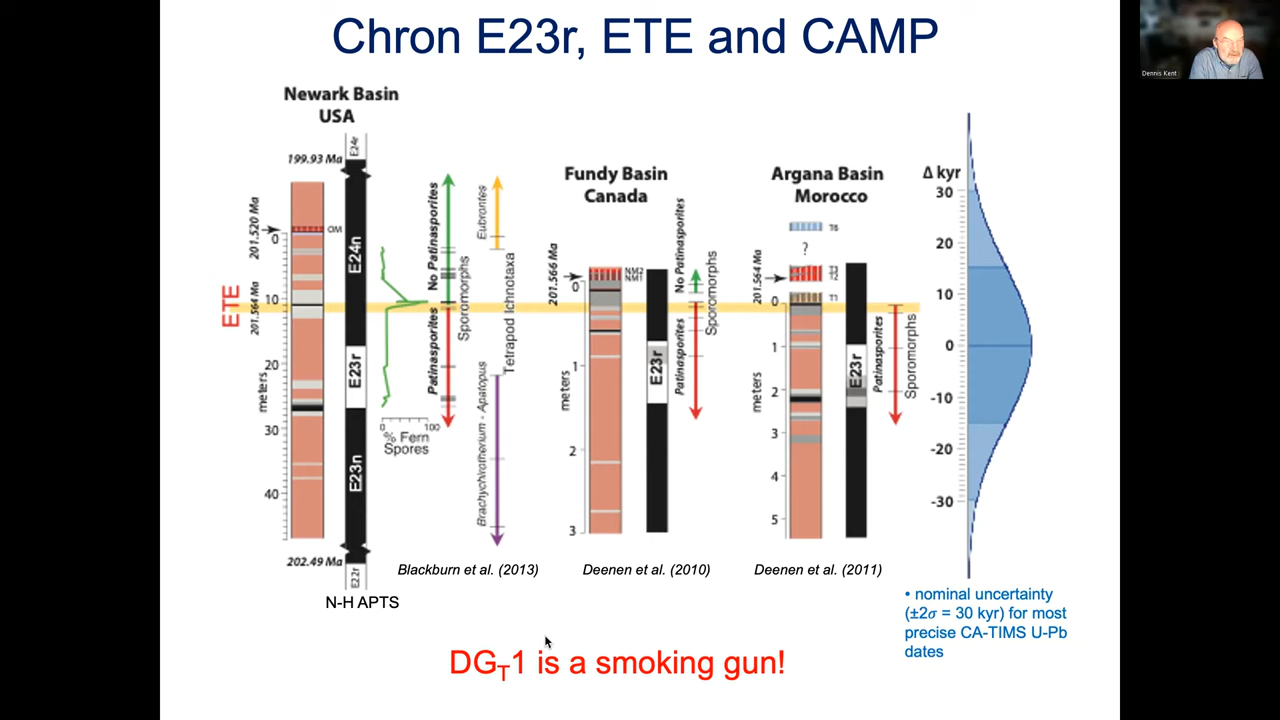 Chron E23r, ETE and CAMP
Dennis Kent
Newark Basin
USA
199.93 Ma
E24r
201.520 Ma
OM
0
10
20
30
40
meters
ETE
201.564 Ma
E24n
E23r
E23n
202.49 Ma
E22r
N-H APTS
0
100
% Fern
Spores
No Patinasporites
Patinasporites
Sporomorphs
Eubrontes
Tetrapod Ichnotaxa
Brachychirotherium - Apatopus
Blackburn et al. (2013)
Fundy Basin
Canada
201.566 Ma
NM2
NM1
0
1
2
3
meters
E23r
No Patinasporites
Patinasporites
Sporomorphs
Deenen et al. (2010)
Argana Basin
Morocco
T6
?
T3
T2
T1
201.564 Ma
0
1
2
3
4
5
meters
E23r
Patinasporites
Sporomorphs
Deenen et al. (2011)
Δ kyr
30
20
10
0
-10
-20
-30
• nominal uncertainty
(±2σ = 30 kyr) for most
precise CA-TIMS U-Pb
dates
DGT1 is a smoking gun!